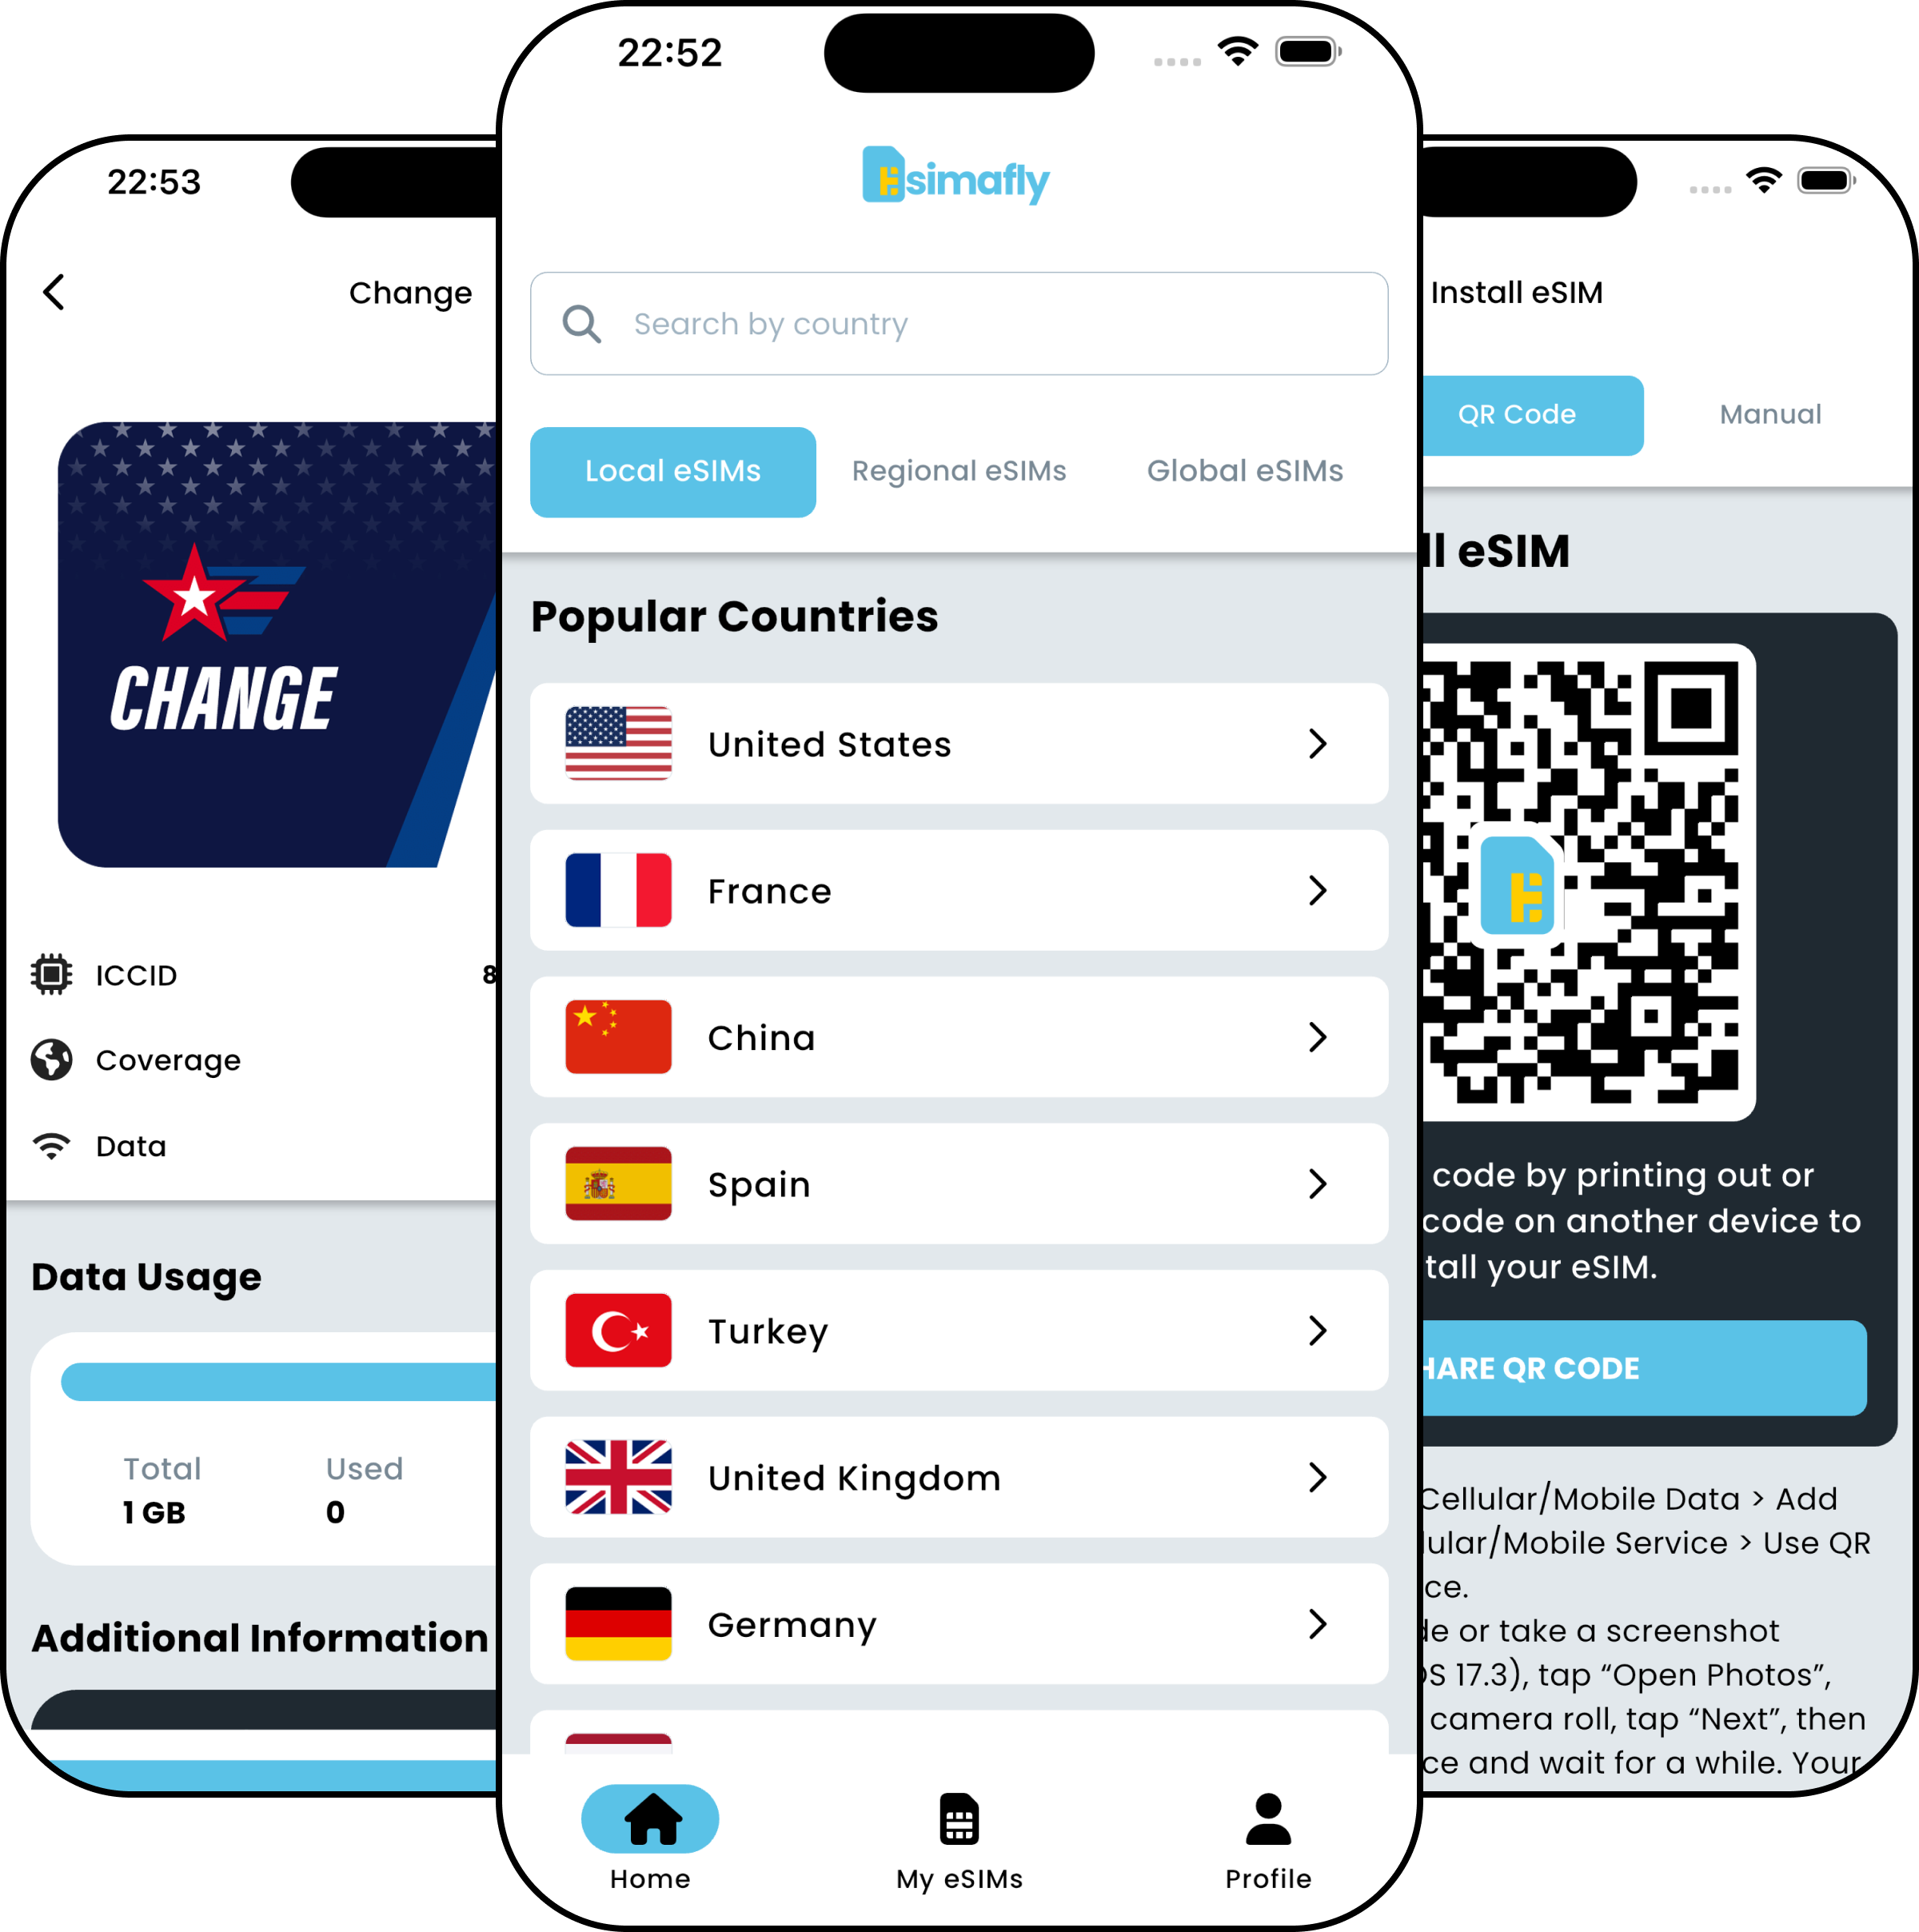 22:53
Change
CHANGE
ICCID
8
Coverage
Data
Data Usage
Total
Used
1 GB
0
Additional Information
22:52
simafly
Search by country
Local eSIMs
Regional eSIMs
Global eSIMs
Popular Countries
United States
France
China
Spain
Turkey
United Kingdom
Germany
Home
My eSIMs
Profile
Install eSIM
QR Code
Manual
ll eSIM
code by printing out or
code on another device to
tall your eSIM.
HARE QR CODE
Cellular/Mobile Data > Add
lular/Mobile Service > Use QR
ce.
de or take a screenshot
OS 17.3), tap “Open Photos”,
camera roll, tap “Next”, then
ce and wait for a while. Your